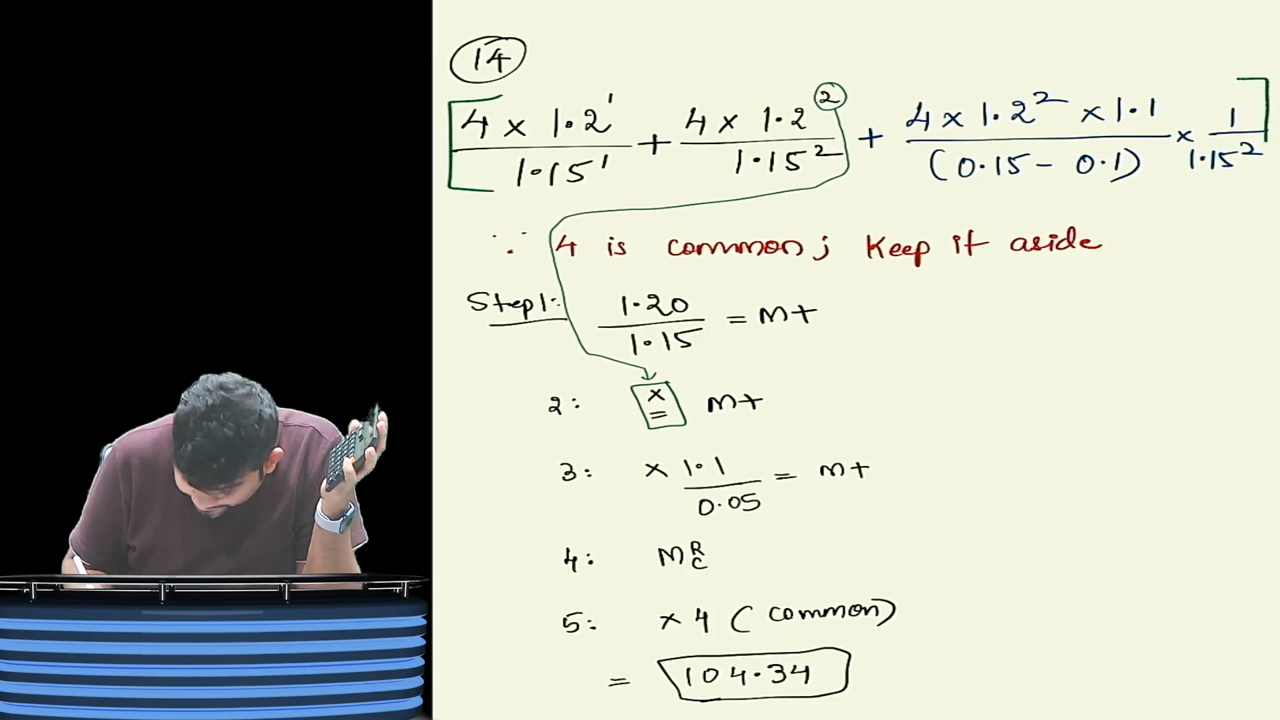 14
[ 4 × 1.2¹ / 1.15¹ + 4 × 1.2² / 1.15² + 4 × 1.2² × 1.1 / (0.15 - 0.1) × 1 / 1.15² ]
∵ 4 is common; Keep it aside
Step1: 1.20 / 1.15 = m+
2: × = m+
3: × 1.1 / 0.05 = m+
4: MRC
5: × 4 (common)
= 104.34